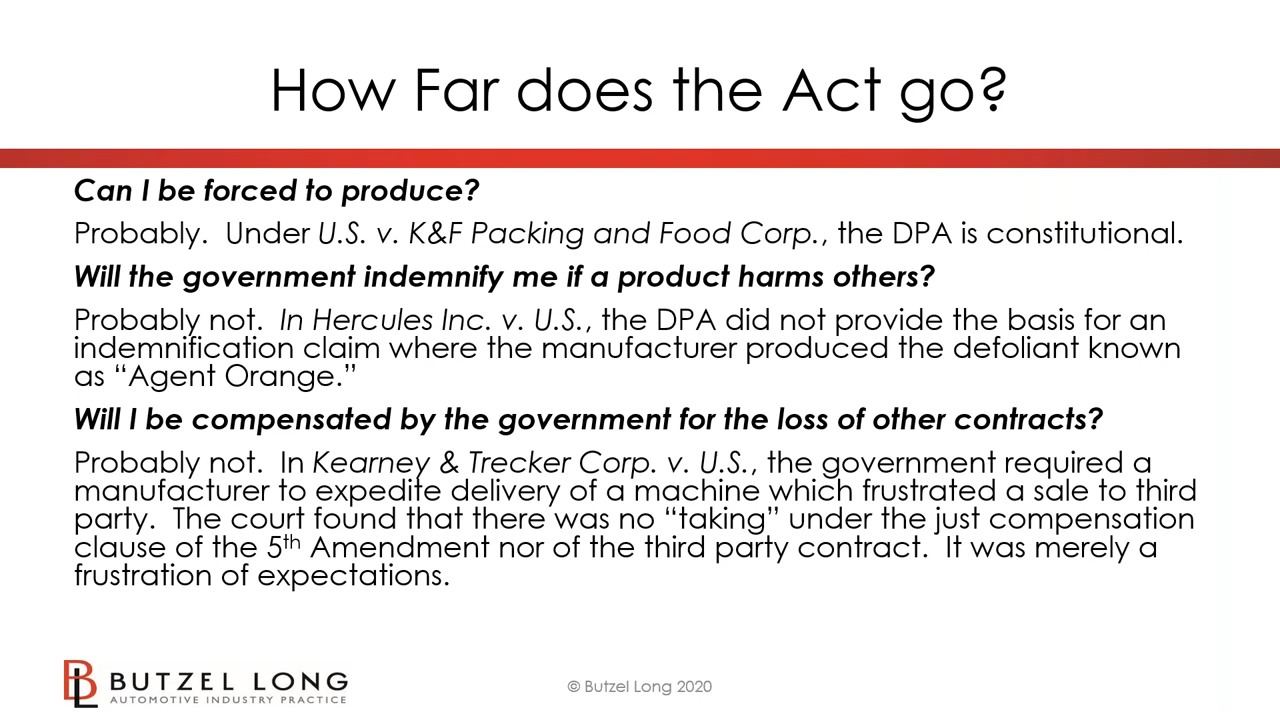 How Far does the Act go?
Can I be forced to produce?
Probably.  Under U.S. v. K&F Packing and Food Corp., the DPA is constitutional.
Will the government indemnify me if a product harms others?
Probably not.  In Hercules Inc. v. U.S., the DPA did not provide the basis for an
indemnification claim where the manufacturer produced the defoliant known
as “Agent Orange.”
Will I be compensated by the government for the loss of other contracts?
Probably not.  In Kearney & Trecker Corp. v. U.S., the government required a
manufacturer to expedite delivery of a machine which frustrated a sale to third
party.  The court found that there was no “taking” under the just compensation
clause of the 5th Amendment nor of the third party contract.  It was merely a
frustration of expectations.
BL BUTZEL LONG
AUTOMOTIVE INDUSTRY PRACTICE
© Butzel Long 2020